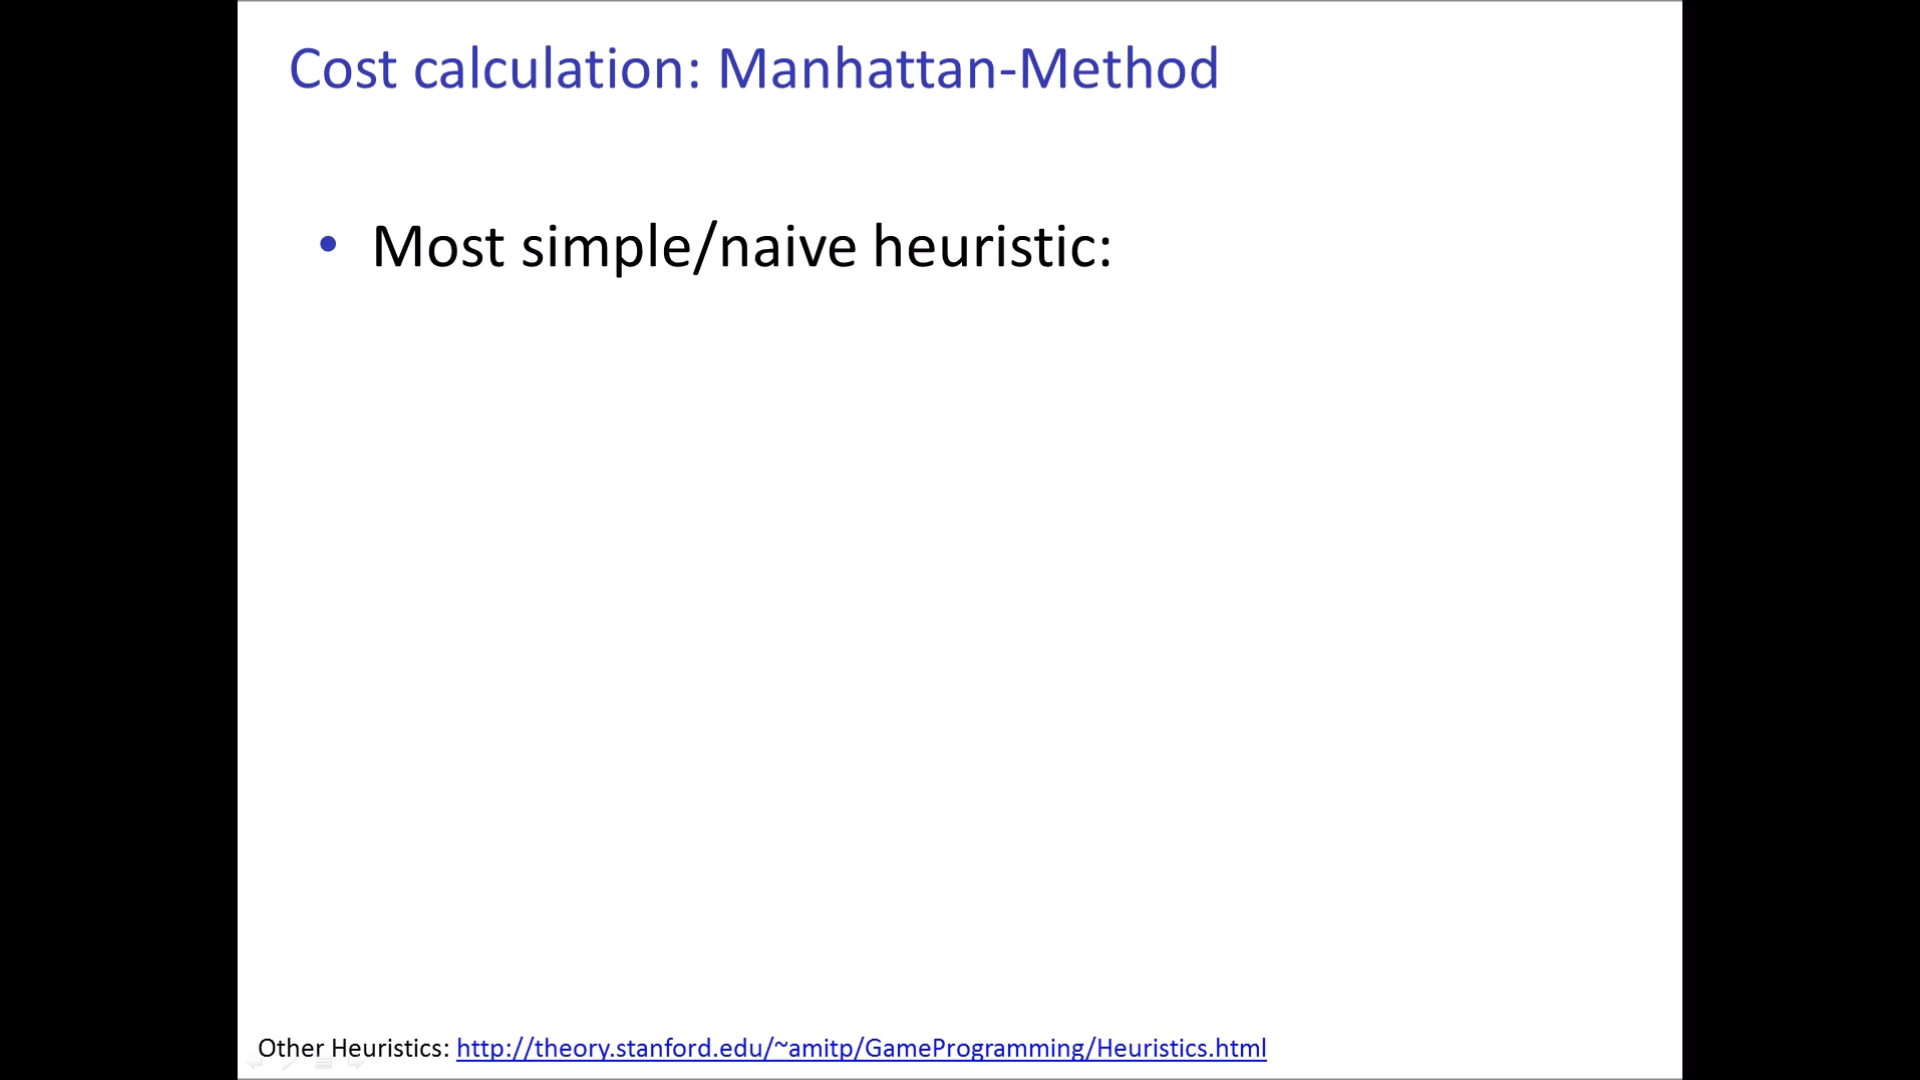 Cost calculation: Manhattan-Method
• Most simple/naive heuristic:
Other Heuristics: http://theory.stanford.edu/~amitp/GameProgramming/Heuristics.html